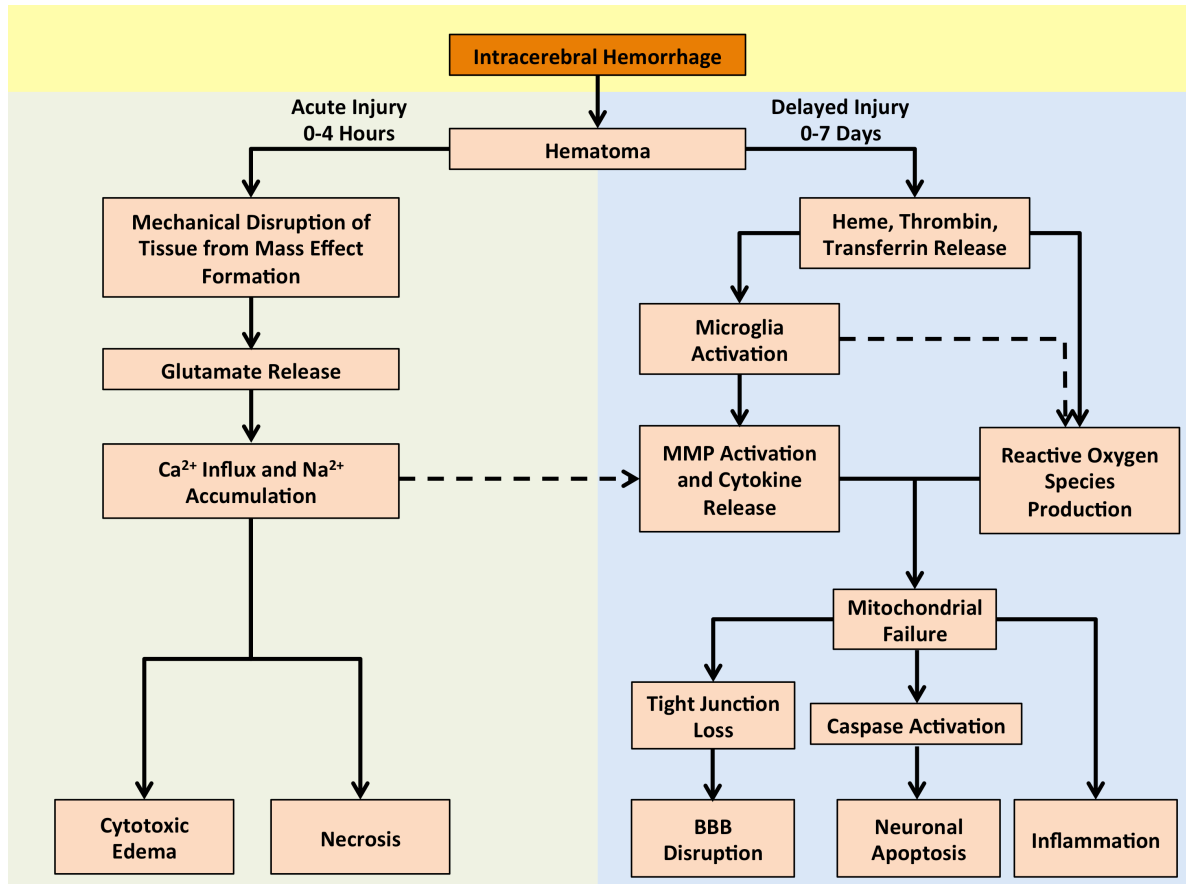 Intracerebral Hemorrhage
Acute Injury
0-4 Hours
Delayed Injury
0-7 Days
Hematoma
Mechanical Disruption of
Tissue from Mass Effect
Formation
Heme, Thrombin,
Transferrin Release
Microglia
Activation
Glutamate Release
Ca²⁺ Influx and Na²⁺
Accumulation
MMP Activation
and Cytokine
Release
Reactive Oxygen
Species
Production
Mitochondrial
Failure
Tight Junction
Loss
Caspase Activation
Cytotoxic
Edema
Necrosis
BBB
Disruption
Neuronal
Apoptosis
Inflammation